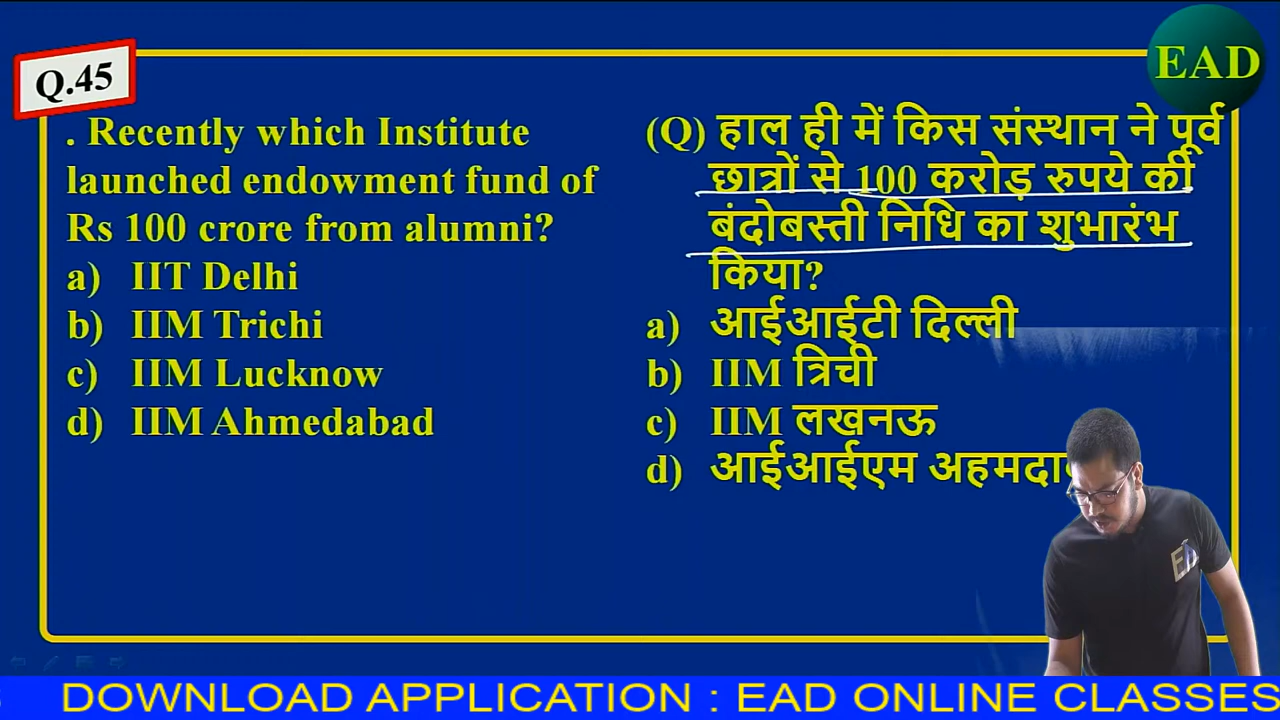 Q.45
EAD
. Recently which Institute
launched endowment fund of
Rs 100 crore from alumni?
a) IIT Delhi
b) IIM Trichi
c) IIM Lucknow
d) IIM Ahmedabad
(Q) हाल ही में किस संस्थान ने पूर्व
छात्रों से 100 करोड़ रुपये की
बंदोबस्ती निधि का शुभारंभ
किया?
a) आईआईटी दिल्ली
b) IIM त्रिची
c) IIM लखनऊ
d) आईआईएम
DOWNLOAD APPLICATION : EAD ONLINE CLASSES